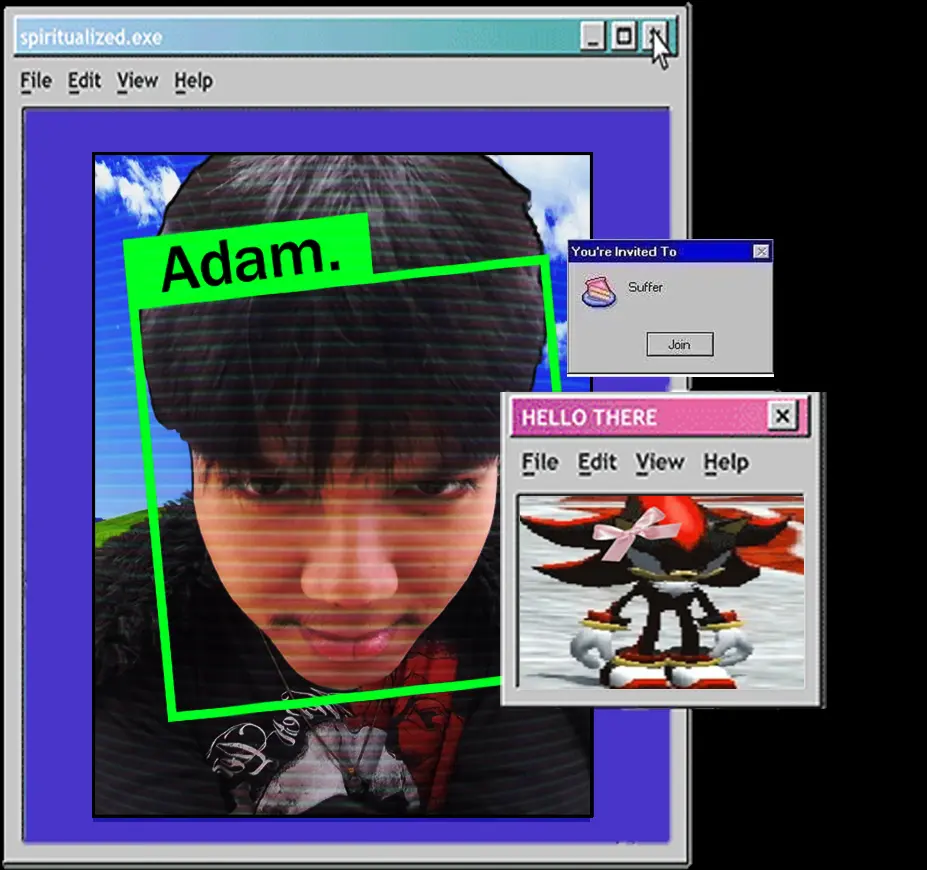 spiritualized.exe
File Edit View Help
Adam.
You're Invited To
Suffer
Join
HELLO THERE
File Edit View Help